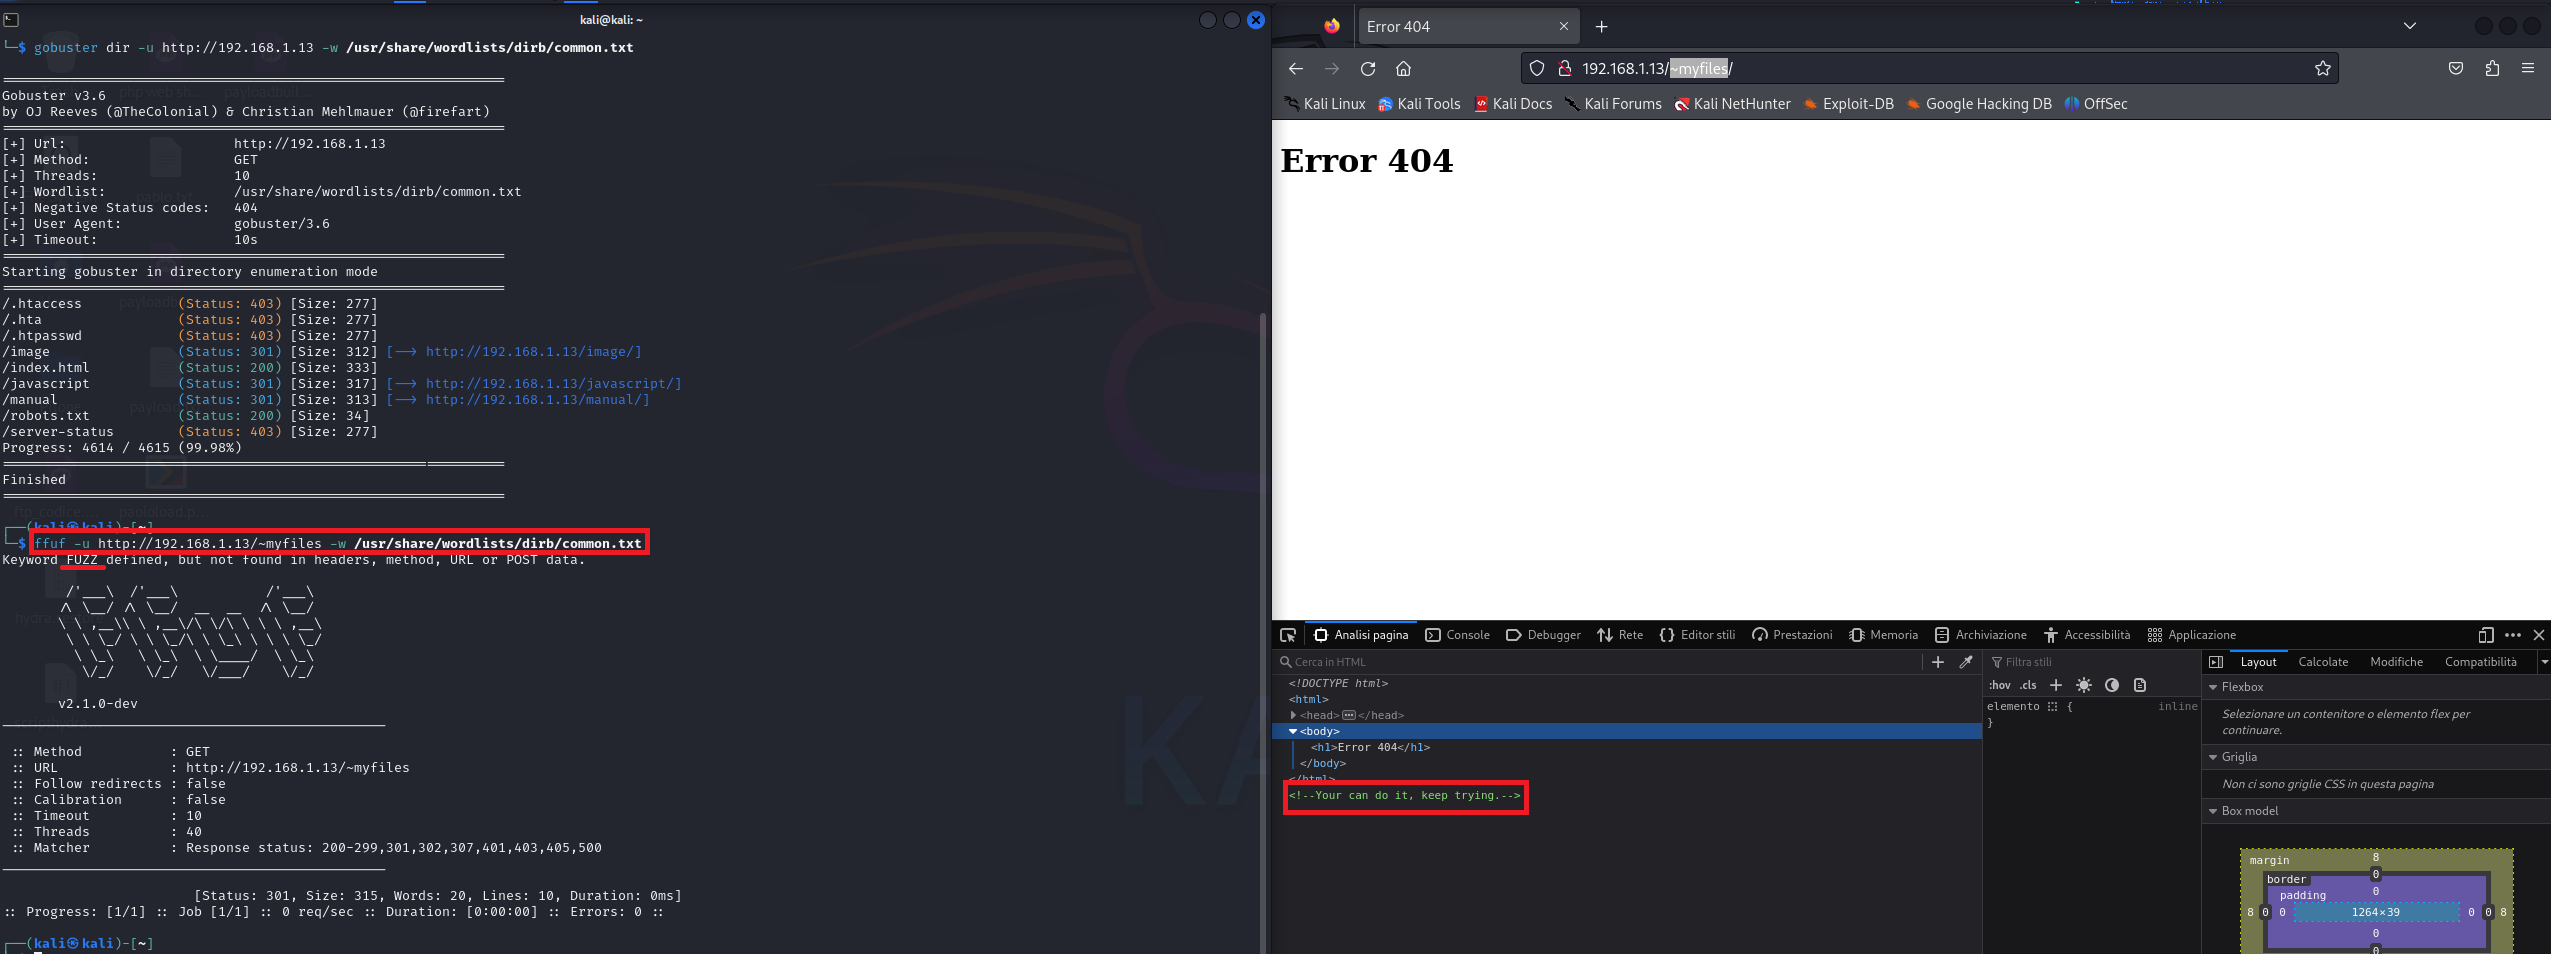 kali@kali: ~
└─$ gobuster dir -u http://192.168.1.13 -w /usr/share/wordlists/dirb/common.txt
===============================================================
Gobuster v3.6
by OJ Reeves (@TheColonial) & Christian Mehlmauer (@firefart)
===============================================================
[+] Url:                     http://192.168.1.13
[+] Method:                  GET
[+] Threads:                 10
[+] Wordlist:                /usr/share/wordlists/dirb/common.txt
[+] Negative Status codes:   404
[+] User Agent:              gobuster/3.6
[+] Timeout:                 10s
===============================================================
Starting gobuster in directory enumeration mode
===============================================================
/.htaccess            (Status: 403) [Size: 277]
/.hta                 (Status: 403) [Size: 277]
/.htpasswd            (Status: 403) [Size: 277]
/image                (Status: 301) [Size: 312] [--> http://192.168.1.13/image/]
/index.html           (Status: 200) [Size: 333]
/javascript           (Status: 301) [Size: 317] [--> http://192.168.1.13/javascript/]
/manual               (Status: 301) [Size: 313] [--> http://192.168.1.13/manual/]
/robots.txt           (Status: 200) [Size: 34]
/server-status        (Status: 403) [Size: 277]
Progress: 4614 / 4615 (99.98%)
===============================================================
Finished
===============================================================
┌──(kali㉿kali)-[~]
└─$ ffuf -u http://192.168.1.13/~myfiles -w /usr/share/wordlists/dirb/common.txt
Keyword FUZZ defined, but not found in headers, method, URL or POST data.
v2.1.0-dev
:: Method           : GET
:: URL              : http://192.168.1.13/~myfiles
:: Follow redirects : false
:: Calibration      : false
:: Timeout          : 10
:: Threads          : 40
:: Matcher          : Response status: 200-299,301,302,307,401,403,405,500
[Status: 301, Size: 315, Words: 20, Lines: 10, Duration: 0ms]
:: Progress: [1/1] :: Job [1/1] :: 0 req/sec :: Duration: [0:00:00] :: Errors: 0 ::
┌──(kali㉿kali)-[~]
Error 404
192.168.1.13/~myfiles/
Kali Linux Kali Tools Kali Docs Kali Forums Kali NetHunter Exploit-DB Google Hacking DB OffSec
Error 404
Analisi pagina Console Debugger Rete Editor stili Prestazioni Memoria Archiviazione Accessibilità Applicazione
Cerca in HTML
<!DOCTYPE html>
<html>
<head>···</head>
<body>
<h1>Error 404</h1>
</body>
</html>
<!--Your can do it, keep trying.-->
Filtra stili
:hov .cls
elemento { inline
}
Layout Calcolate Modifiche Compatibilità
Flexbox
Selezionare un contenitore o elemento flex per
continuare.
Griglia
Non ci sono griglie CSS in questa pagina
Box model
margin 8
border 0
padding 0
8 0 0 1264×39 0 0 8
0
0